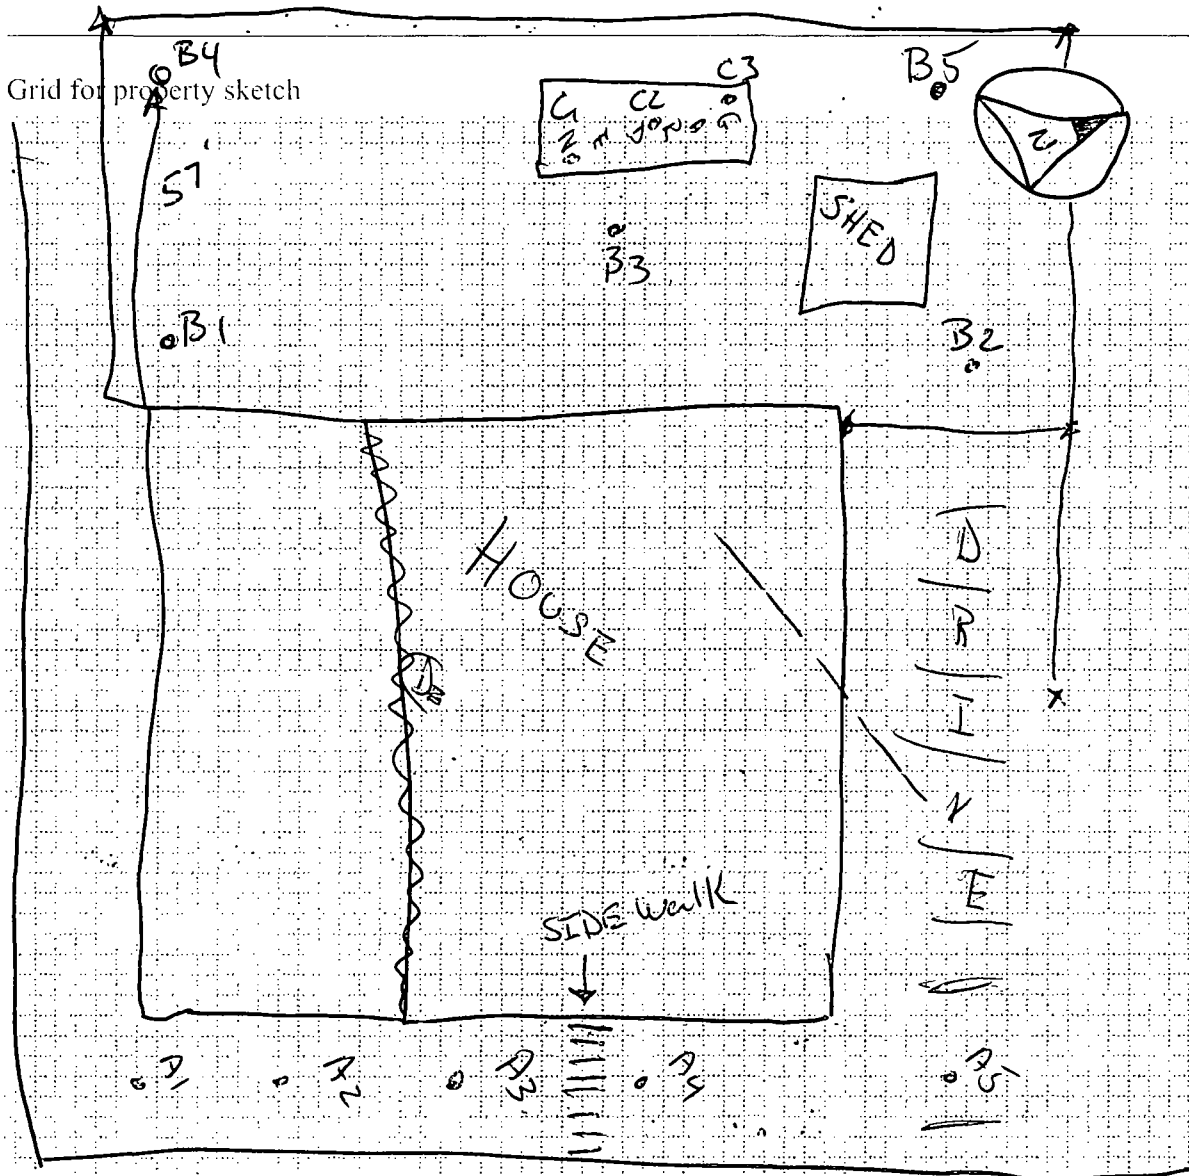 B4
Grid for property sketch
57'
C3
C2
B5
N
SHED
B3
B1
B2
HOUSE
DRINE
SIDE walk
A1
A2
A3
A4
A5